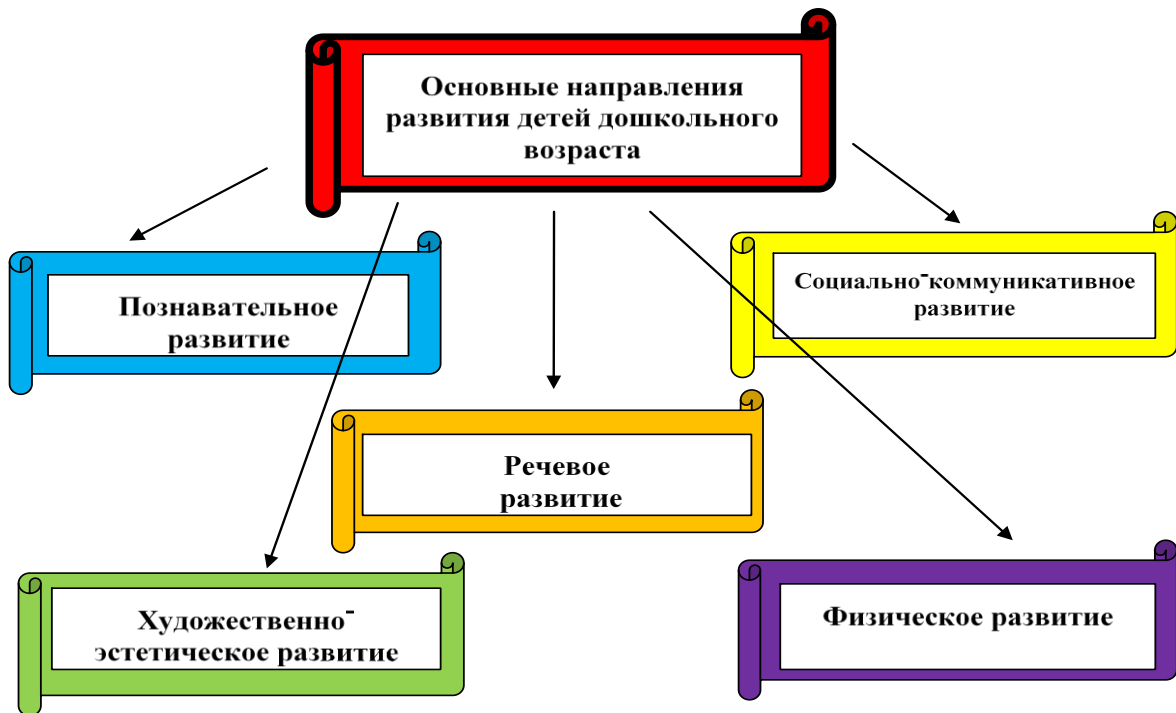 Основные направления
развития детей дошкольного
возраста
Познавательное
развитие
Социально-коммуникативное
развитие
Речевое
развитие
Художественно-
эстетическое развитие
Физическое развитие